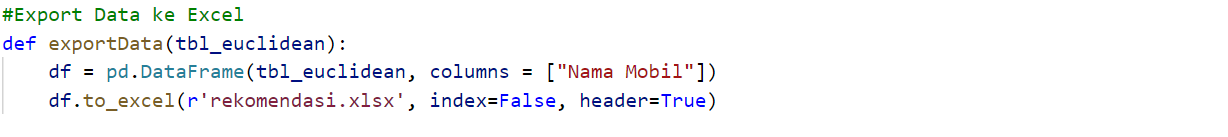 #Export Data ke Excel
def exportData(tbl_euclidean):
    df = pd.DataFrame(tbl_euclidean, columns = ["Nama Mobil"])
    df.to_excel(r'rekomendasi.xlsx', index=False, header=True)